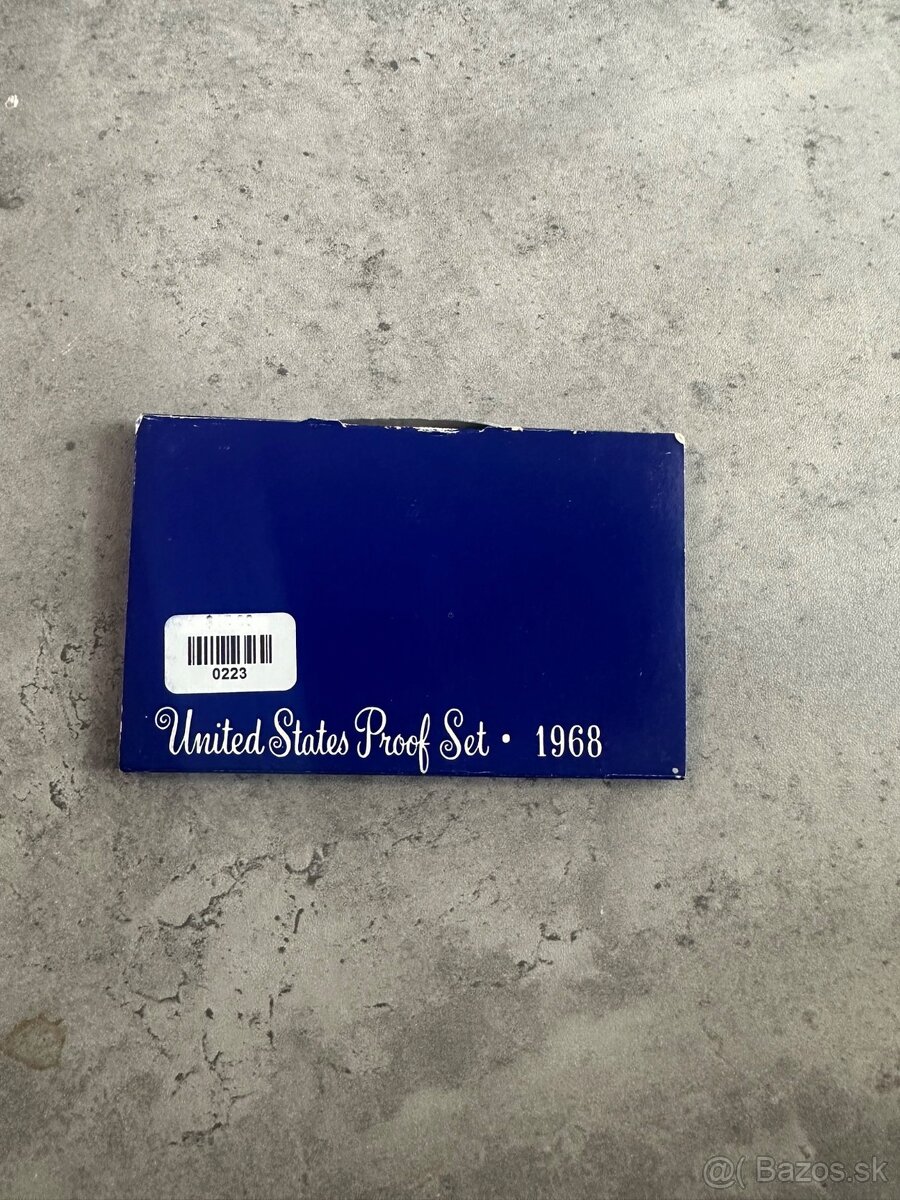 0223
United States Proof Set • 1968
@( Bazos.sk